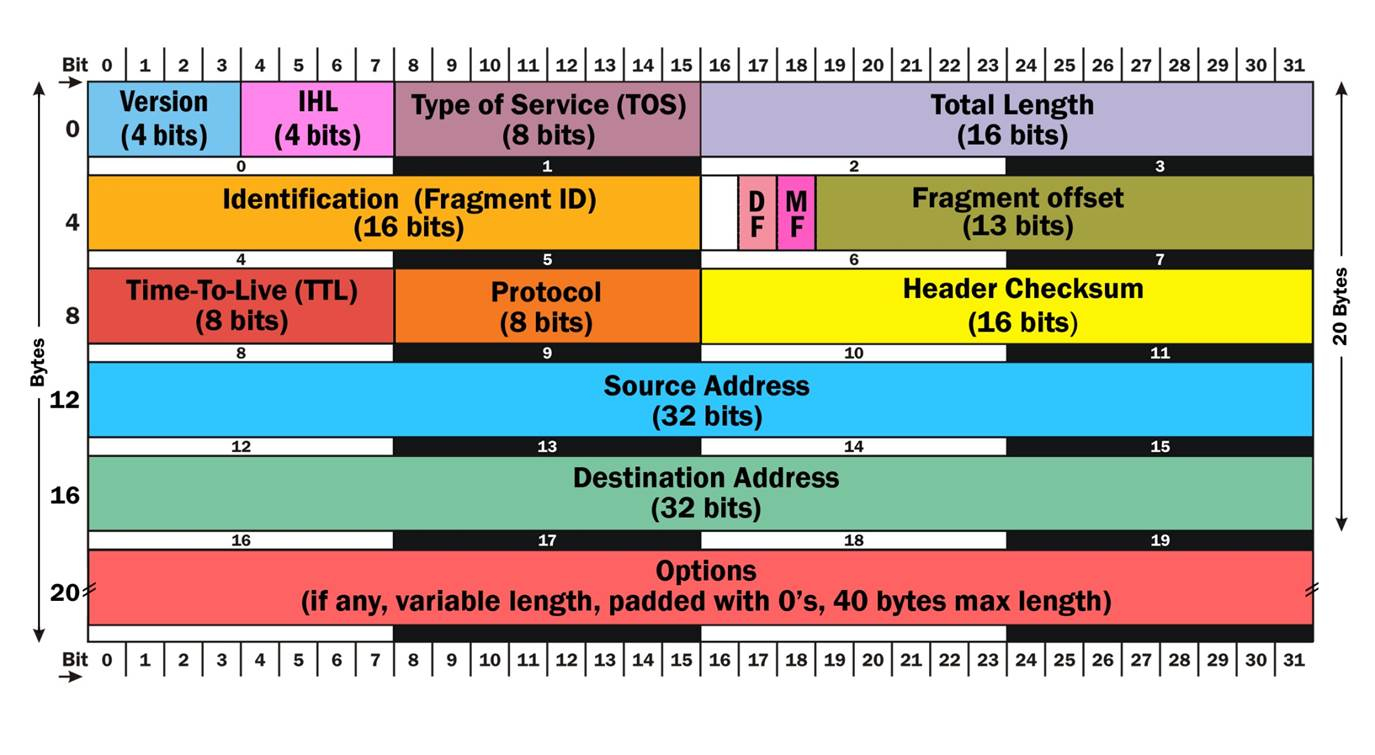 Bit 0 1 2 3 4 5 6 7 8 9 10 11 12 13 14 15 16 17 18 19 20 21 22 23 24 25 26 27 28 29 30 31
Version IHL Type of Service (TOS) Total Length
0 (4 bits) (4 bits) (8 bits) (16 bits)
0 1 2 3
Identification (Fragment ID) D M Fragment offset
4 (16 bits) F F (13 bits)
4 5 6 7
Time-To-Live (TTL) Protocol Header Checksum
8 (8 bits) (8 bits) (16 bits)
8 9 10 11
Source Address
12 (32 bits)
12 13 14 15
Destination Address
16 (32 bits)
16 17 18 19
Options
20 (if any, variable length, padded with 0’s, 40 bytes max length)
Bit 0 1 2 3 4 5 6 7 8 9 10 11 12 13 14 15 16 17 18 19 20 21 22 23 24 25 26 27 28 29 30 31
Bytes
20 Bytes